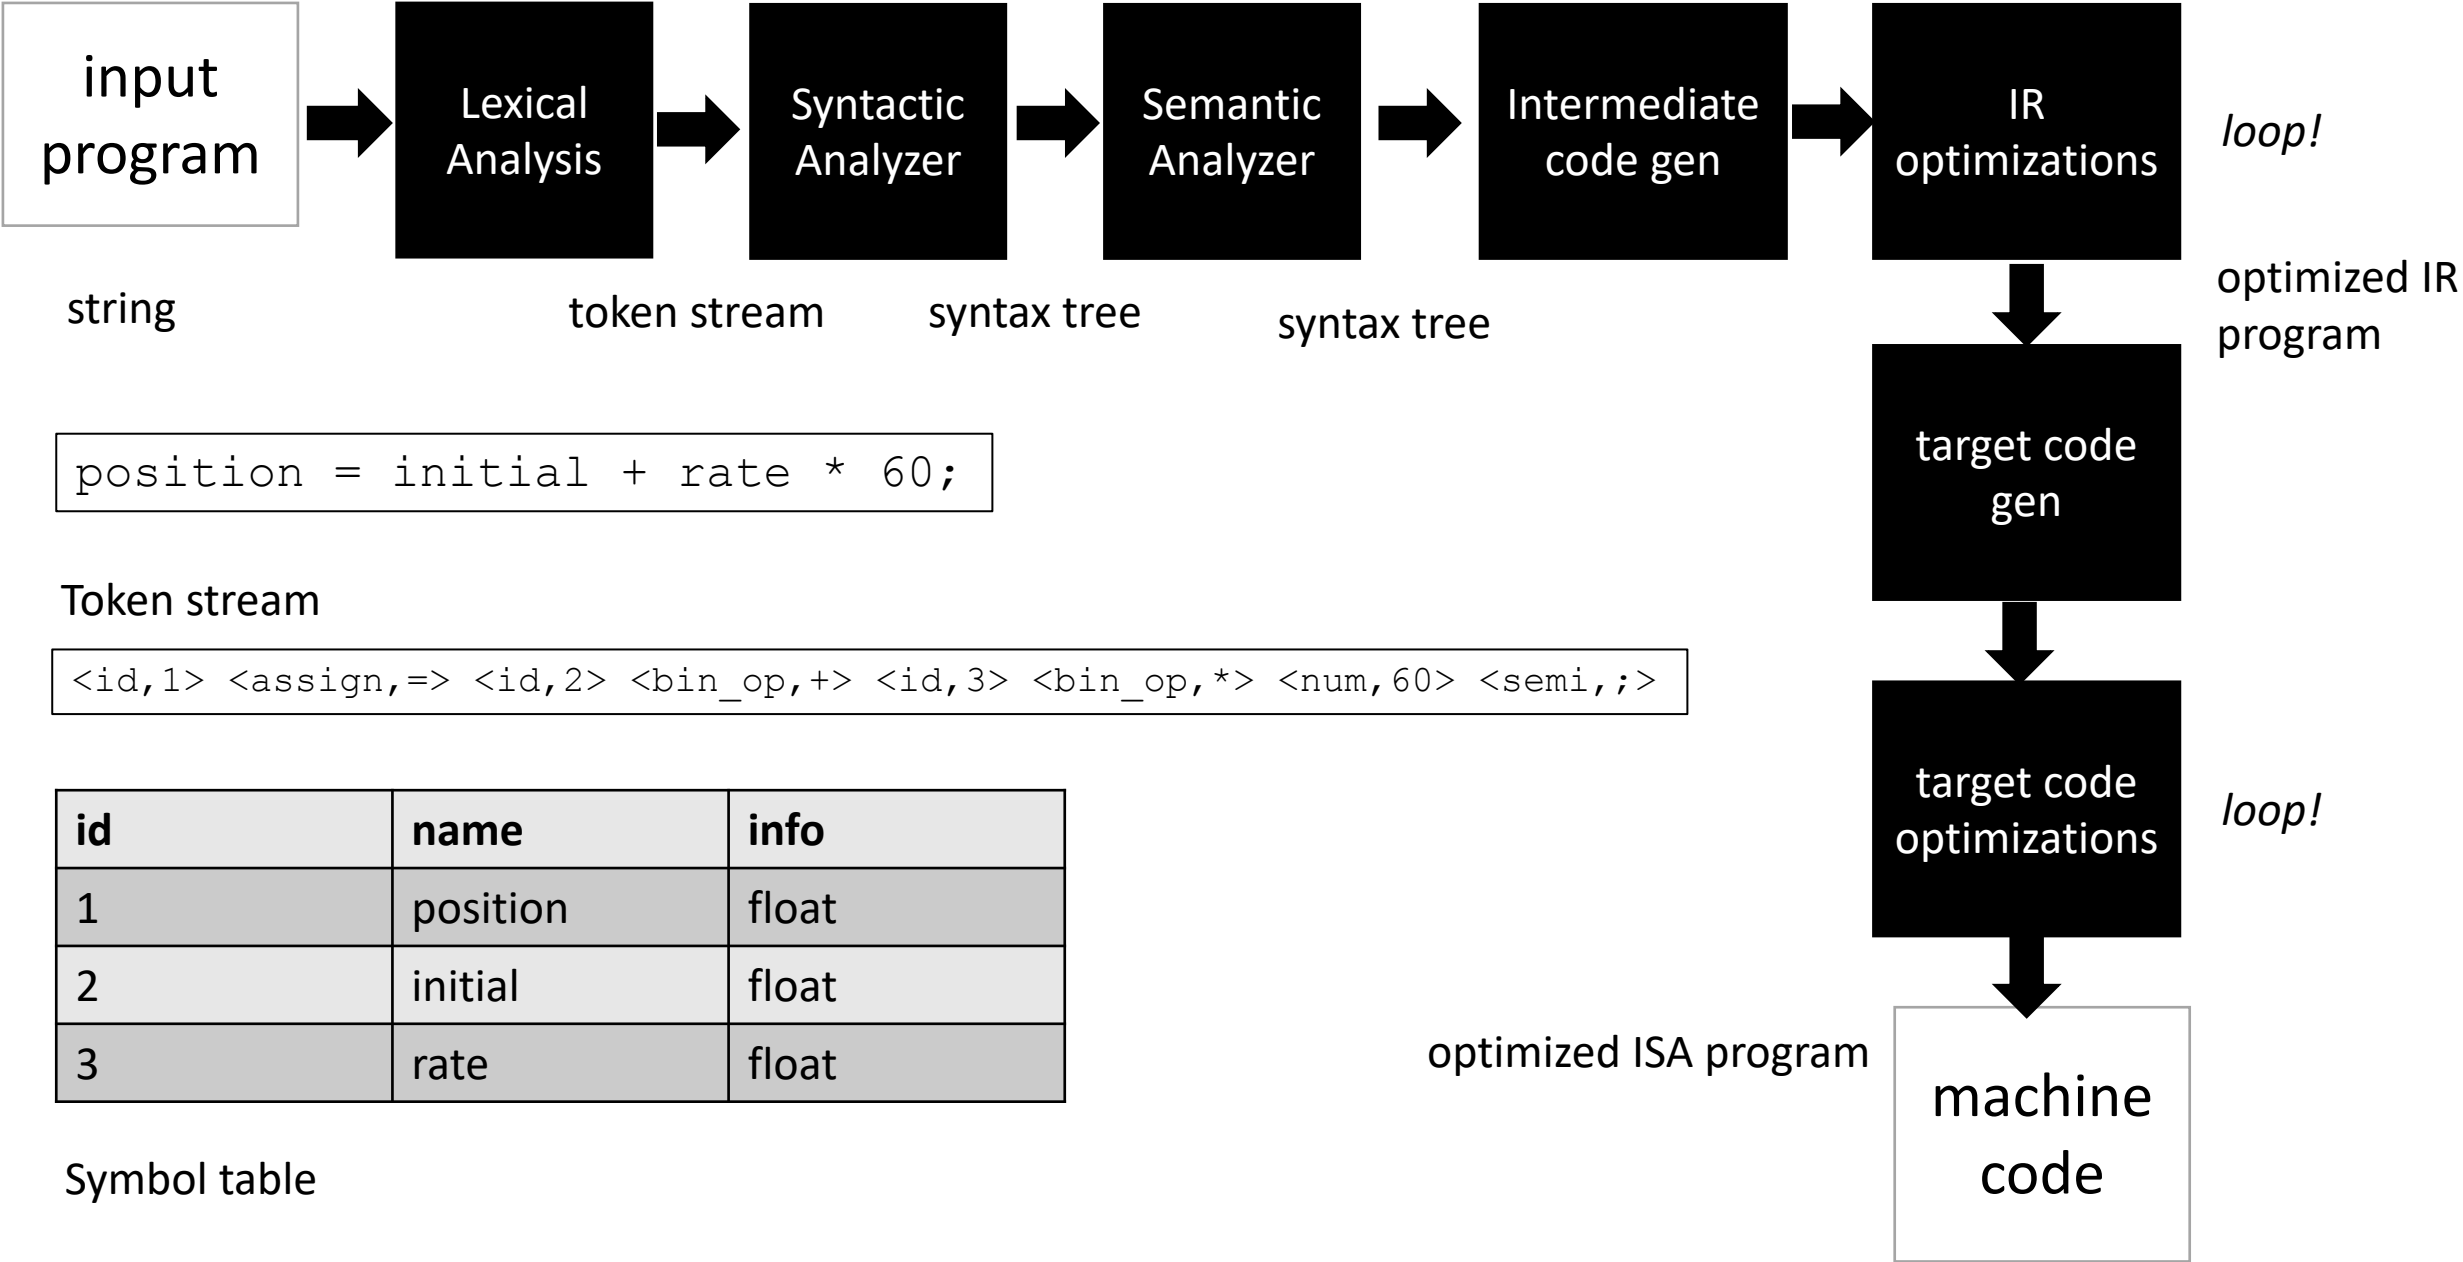 input
program
Lexical
Analysis
Syntactic
Analyzer
Semantic
Analyzer
Intermediate
code gen
IR
optimizations
loop!
string
token stream
syntax tree
syntax tree
optimized IR
program
position = initial + rate * 60;
target code
gen
Token stream
<id,1> <assign,=> <id,2> <bin_op,+> <id,3> <bin_op,*> <num,60> <semi,;>
target code
optimizations
loop!
id name info
1 position float
2 initial float
3 rate float
Symbol table
optimized ISA program
machine
code